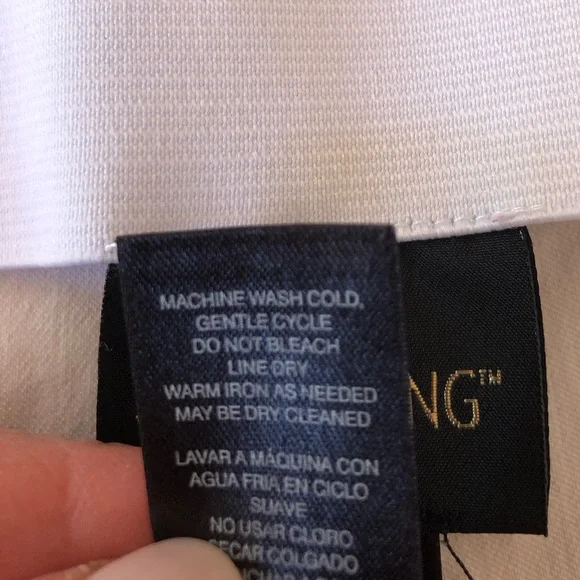 MACHINE WASH COLD,
GENTLE CYCLE
DO NOT BLEACH
LINE DRY
WARM IRON AS NEEDED
MAY BE DRY CLEANED
NG™
LAVAR A MÁQUINA CON
AGUA FRIA EN CICLO
SUAVE
NO USAR CLORO
SECAR COLGADO